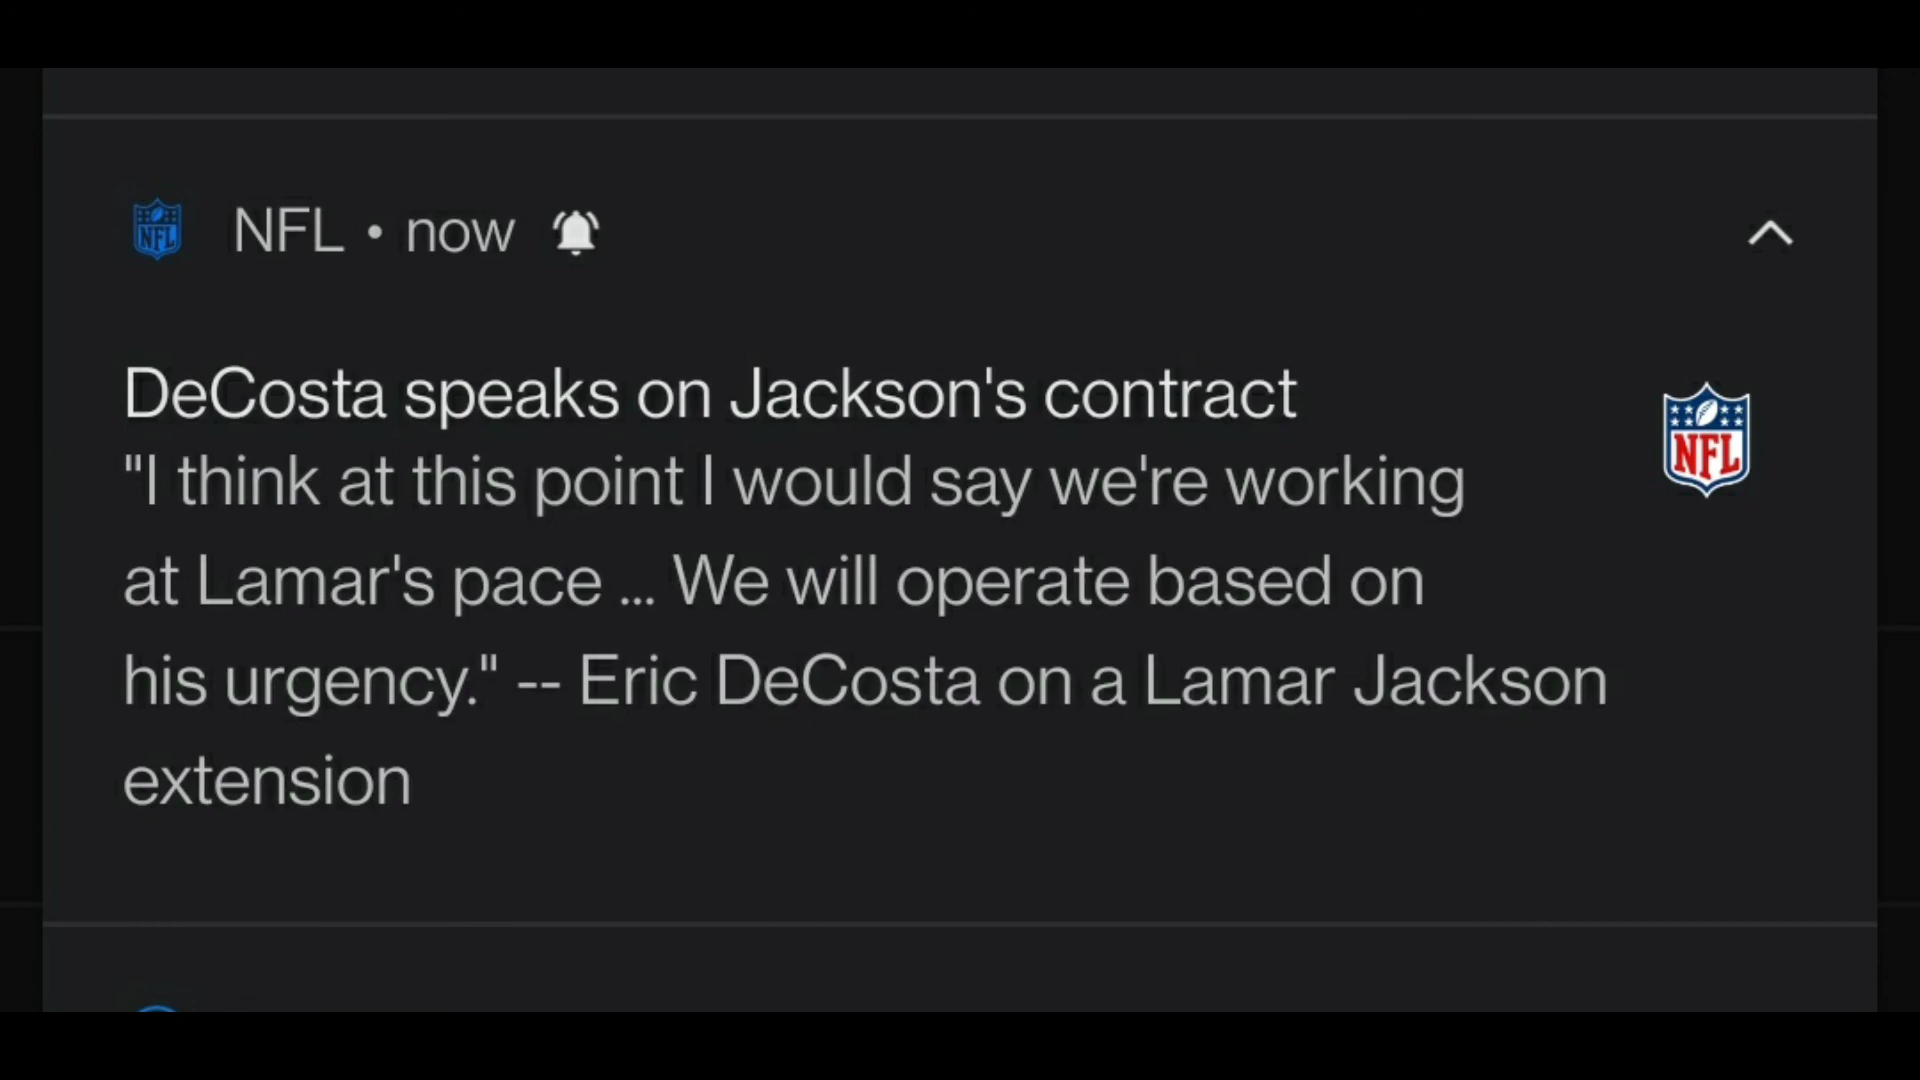 NFL • now
DeCosta speaks on Jackson's contract
"I think at this point I would say we're working
at Lamar's pace ... We will operate based on
his urgency." -- Eric DeCosta on a Lamar Jackson
extension
NFL
NFL